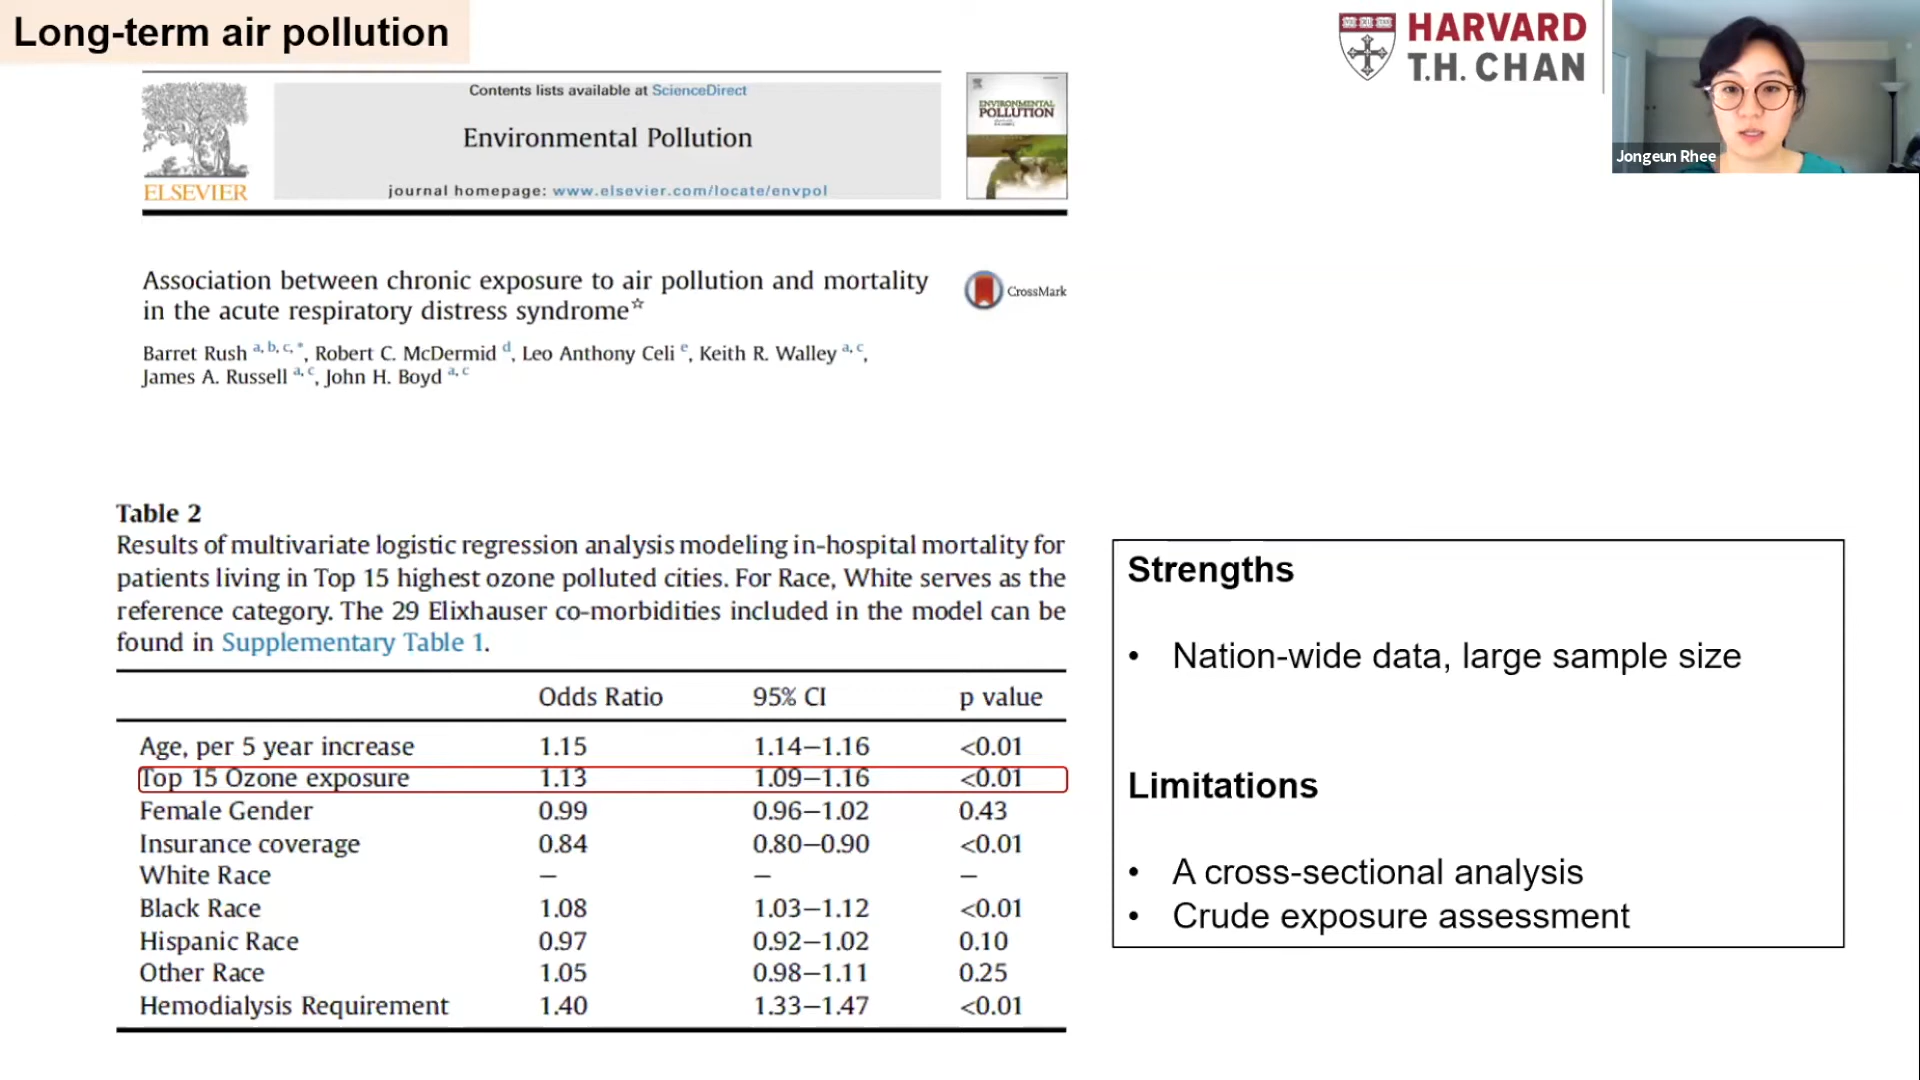 Long-term air pollution
HARVARD
T.H. CHAN
Jongeun Rhee
Contents lists available at ScienceDirect
Environmental Pollution
journal homepage: www.elsevier.com/locate/envpol
ELSEVIER
ENVIRONMENTAL
POLLUTION
Association between chronic exposure to air pollution and mortality
in the acute respiratory distress syndrome☆
CrossMark
Barret Rush a, b, c, *, Robert C. McDermid d, Leo Anthony Celi e, Keith R. Walley a, c,
James A. Russell a, c, John H. Boyd a, c
Table 2
Results of multivariate logistic regression analysis modeling in-hospital mortality for
patients living in Top 15 highest ozone polluted cities. For Race, White serves as the
reference category. The 29 Elixhauser co-morbidities included in the model can be
found in Supplementary Table 1.
Odds Ratio 95% CI p value
Age, per 5 year increase 1.15 1.14–1.16 <0.01
Top 15 Ozone exposure 1.13 1.09–1.16 <0.01
Female Gender 0.99 0.96–1.02 0.43
Insurance coverage 0.84 0.80–0.90 <0.01
White Race – – –
Black Race 1.08 1.03–1.12 <0.01
Hispanic Race 0.97 0.92–1.02 0.10
Other Race 1.05 0.98–1.11 0.25
Hemodialysis Requirement 1.40 1.33–1.47 <0.01
Strengths
• Nation-wide data, large sample size
Limitations
• A cross-sectional analysis
• Crude exposure assessment